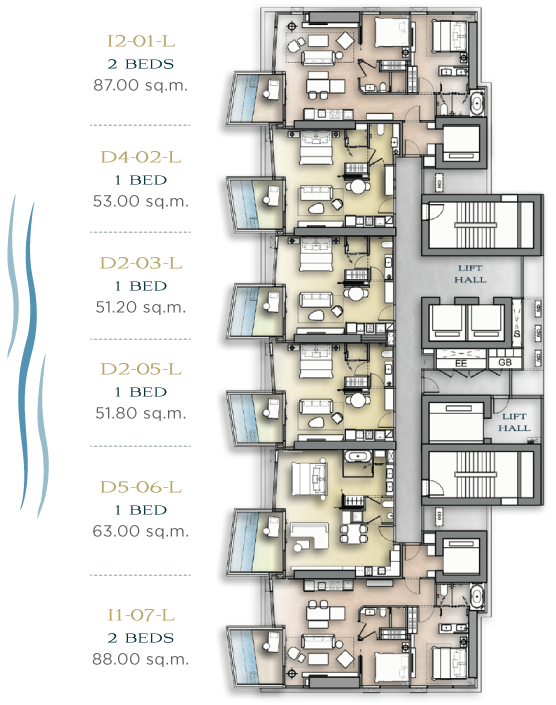 I2-01-L
2 BEDS
87.00 sq.m.
D4-02-L
1 BED
53.00 sq.m.
D2-03-L
1 BED
51.20 sq.m.
D2-05-L
1 BED
51.80 sq.m.
D5-06-L
1 BED
63.00 sq.m.
I1-07-L
2 BEDS
88.00 sq.m.
LIFT
HALL
S
EE
GB
LIFT
HALL